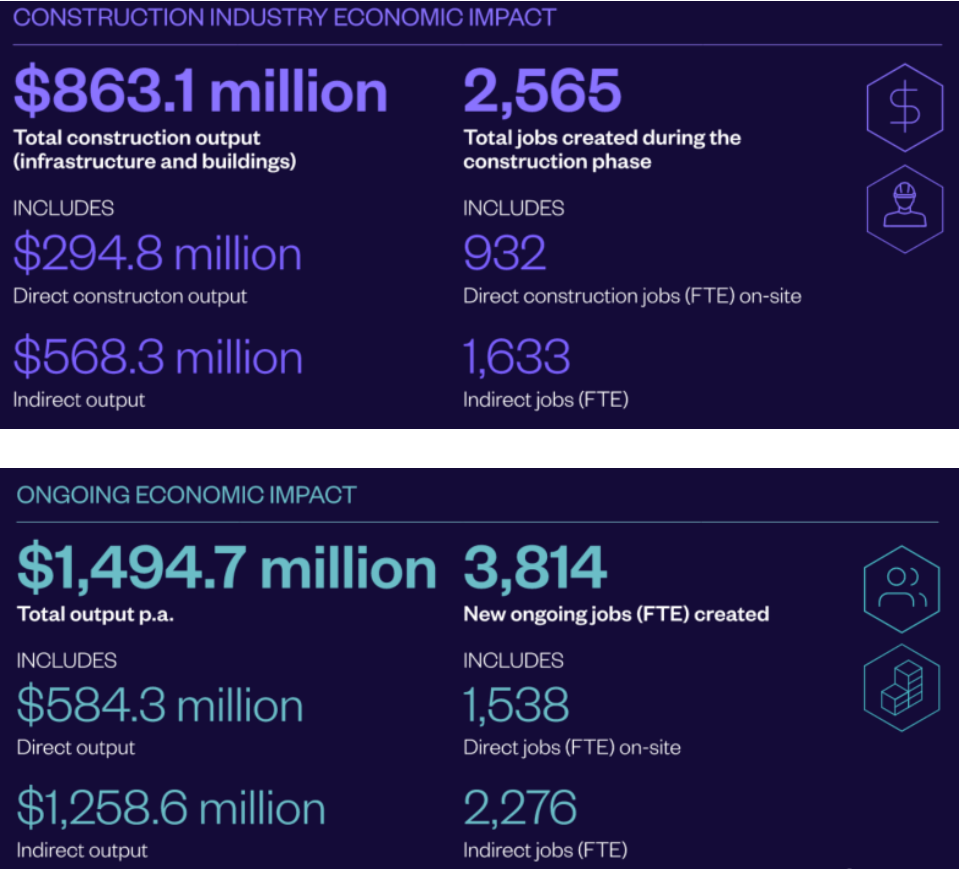 CONSTRUCTION INDUSTRY ECONOMIC IMPACT
$863.1 million
Total construction output
(infrastructure and buildings)
INCLUDES
$294.8 million
Direct constructon output
$568.3 million
Indirect output
2,565
Total jobs created during the
construction phase
INCLUDES
932
Direct construction jobs (FTE) on-site
1,633
Indirect jobs (FTE)
ONGOING ECONOMIC IMPACT
$1,494.7 million
Total output p.a.
INCLUDES
$584.3 million
Direct output
$1,258.6 million
Indirect output
3,814
New ongoing jobs (FTE) created
INCLUDES
1,538
Direct jobs (FTE) on-site
2,276
Indirect jobs (FTE)